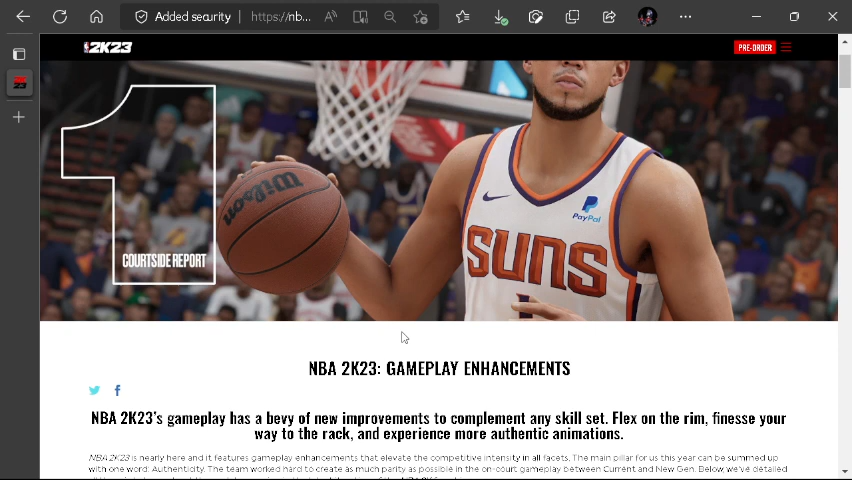 Added security
https://nb...
2K23
PRE-ORDER
Wilson
PayPal
SUNS
1
COURTSIDE REPORT
NBA 2K23: GAMEPLAY ENHANCEMENTS
NBA 2K23's gameplay has a bevy of new improvements to complement any skill set. Flex on the rim, finesse your
way to the rack, and experience more authentic animations.
NBA 2K23 is nearly here and it features gameplay enhancements that elevate the competitive intensity in all facets. The main pillar for us this year can be summed up
with one word: Authenticity. The team worked hard to create as much parity as possible in the on-court gameplay between Current and New Gen. Below, we've detailed